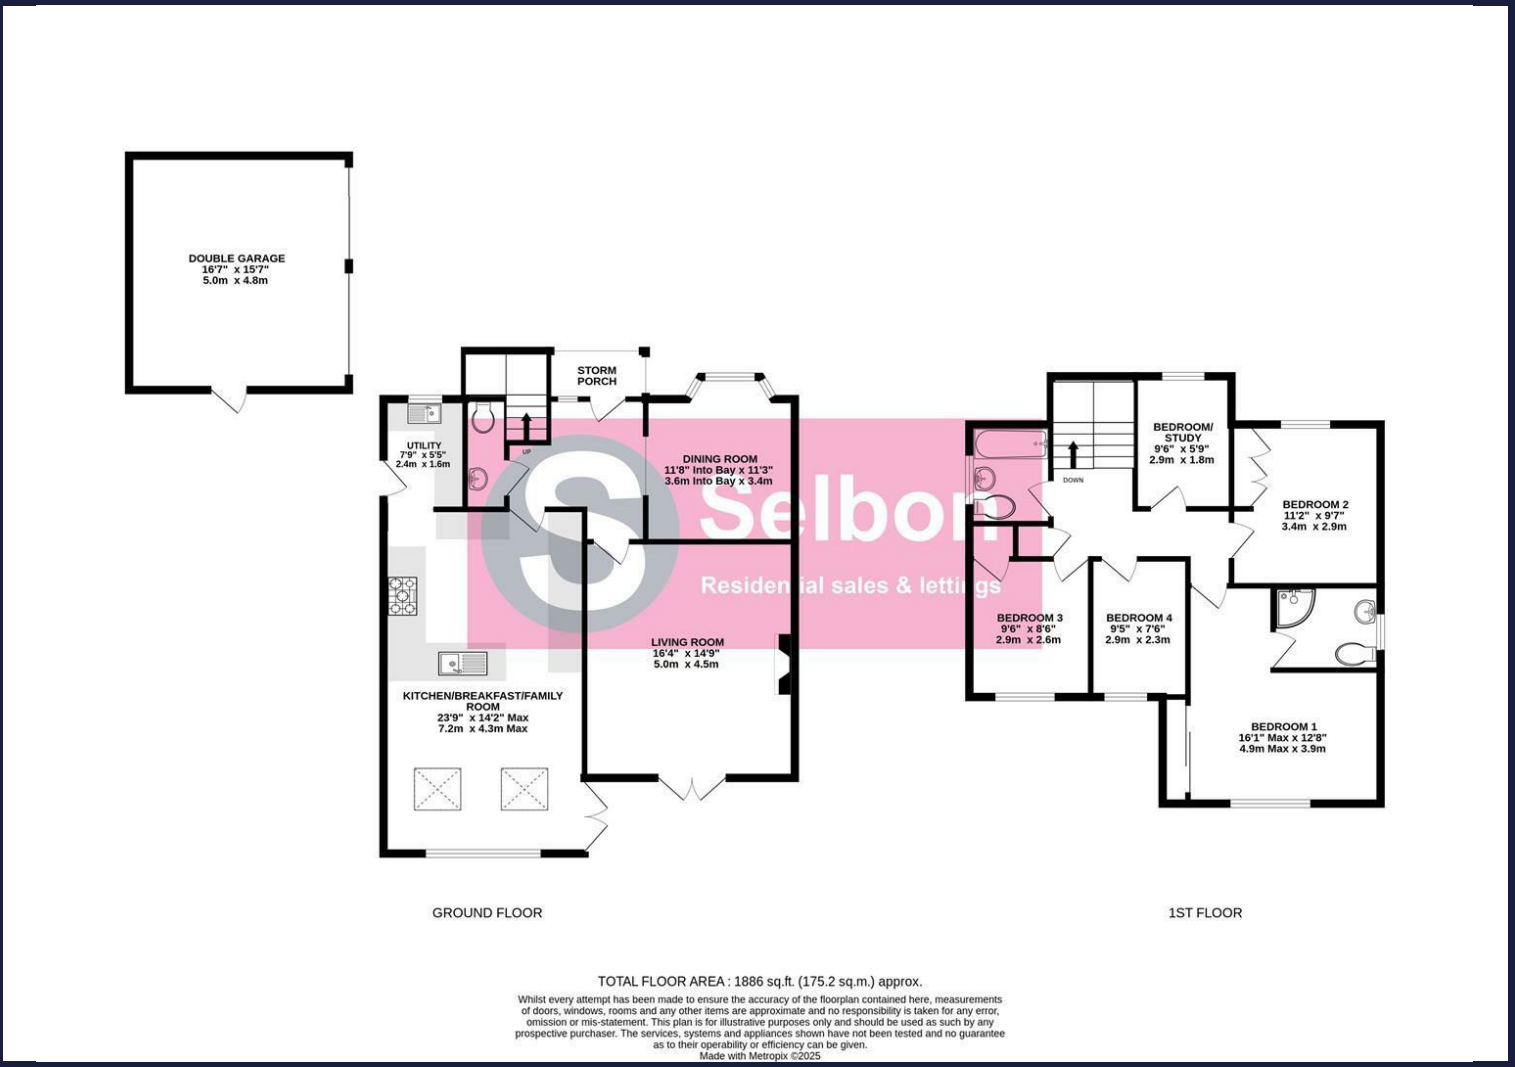 DOUBLE GARAGE
16'7" x 15'7"
5.0m x 4.8m
STORM
PORCH
UTILITY
7'9" x 5'5"
2.4m x 1.6m
UP
DINING ROOM
11'8" Into Bay x 11'3"
3.6m Into Bay x 3.4m
LIVING ROOM
16'4" x 14'9"
5.0m x 4.5m
KITCHEN/BREAKFAST/FAMILY
ROOM
23'9" x 14'2" Max
7.2m x 4.3m Max
GROUND FLOOR
S Selbon
Residential sales & lettings
BEDROOM/
STUDY
9'6" x 5'9"
2.9m x 1.8m
DOWN
BEDROOM 2
11'2" x 9'7"
3.4m x 2.9m
BEDROOM 3
9'6" x 8'6"
2.9m x 2.6m
BEDROOM 4
9'5" x 7'6"
2.9m x 2.3m
BEDROOM 1
16'1" Max x 12'8"
4.9m Max x 3.9m
1ST FLOOR
TOTAL FLOOR AREA : 1886 sq.ft. (175.2 sq.m.) approx.
Whilst every attempt has been made to ensure the accuracy of the floorplan contained here, measurements
of doors, windows, rooms and any other items are approximate and no responsibility is taken for any error,
omission or mis-statement. This plan is for illustrative purposes only and should be used as such by any
prospective purchaser. The services, systems and appliances shown have not been tested and no guarantee
as to their operability or efficiency can be given.
Made with Metropix ©2025